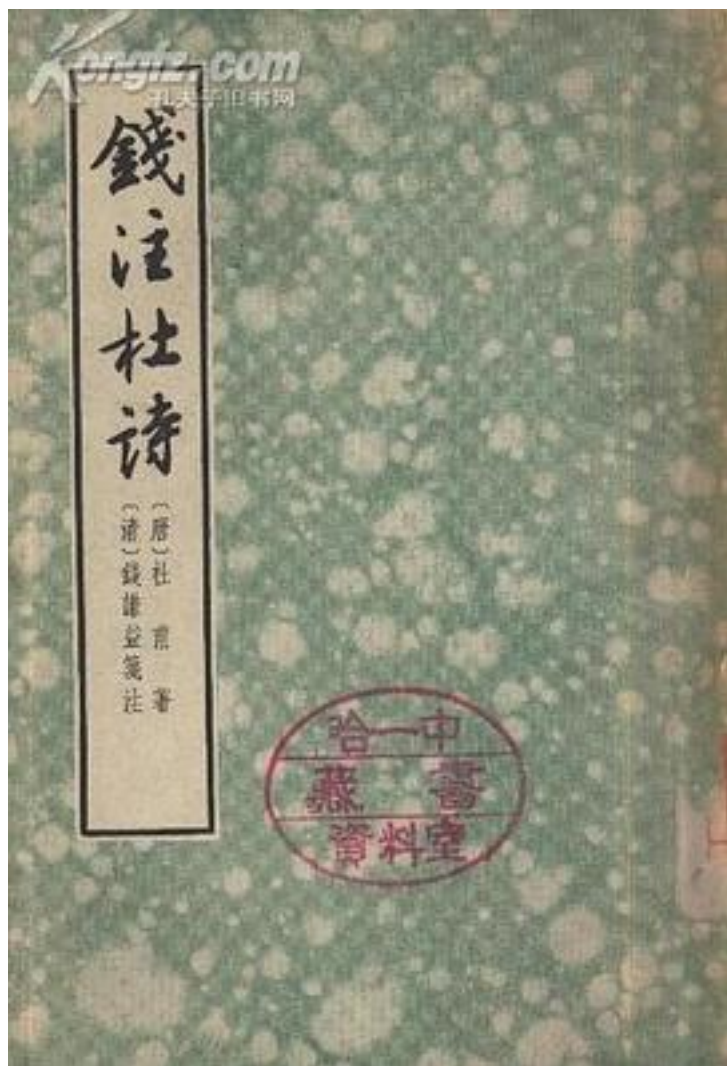 Kongfz.com
孔夫子旧书网
錢注杜詩
〔唐〕杜甫著
〔清〕錢謙益箋注
哈一中
藏書
資料室